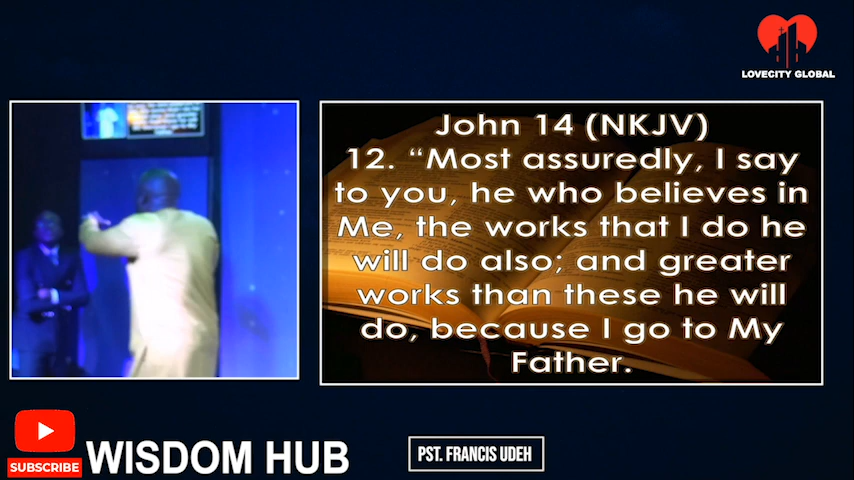 LOVECITY GLOBAL
John 14 (NKJV)
12. “Most assuredly, I say
to you, he who believes in
Me, the works that I do he
will do also; and greater
works than these he will
do, because I go to My
Father.
SUBSCRIBE
WISDOM HUB
PST. FRANCIS UDEH